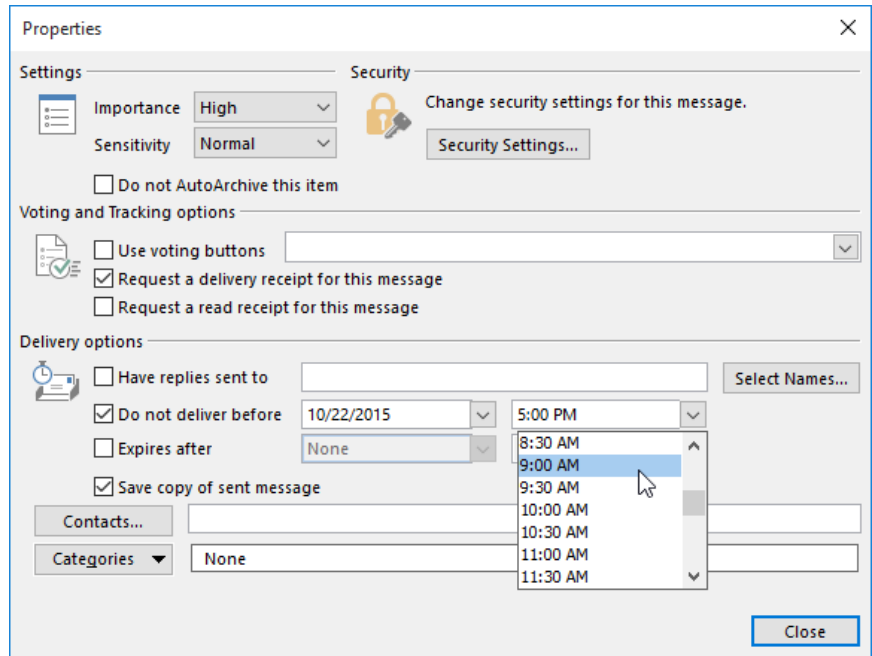 Properties
Settings
Security
Importance High
Change security settings for this message.
Sensitivity Normal
Security Settings...
Do not AutoArchive this item
Voting and Tracking options
Use voting buttons
Request a delivery receipt for this message
Request a read receipt for this message
Delivery options
Have replies sent to
Select Names...
Do not deliver before 10/22/2015 5:00 PM
Expires after None
8:30 AM
9:00 AM
9:30 AM
10:00 AM
10:30 AM
11:00 AM
11:30 AM
Save copy of sent message
Contacts...
Categories None
Close